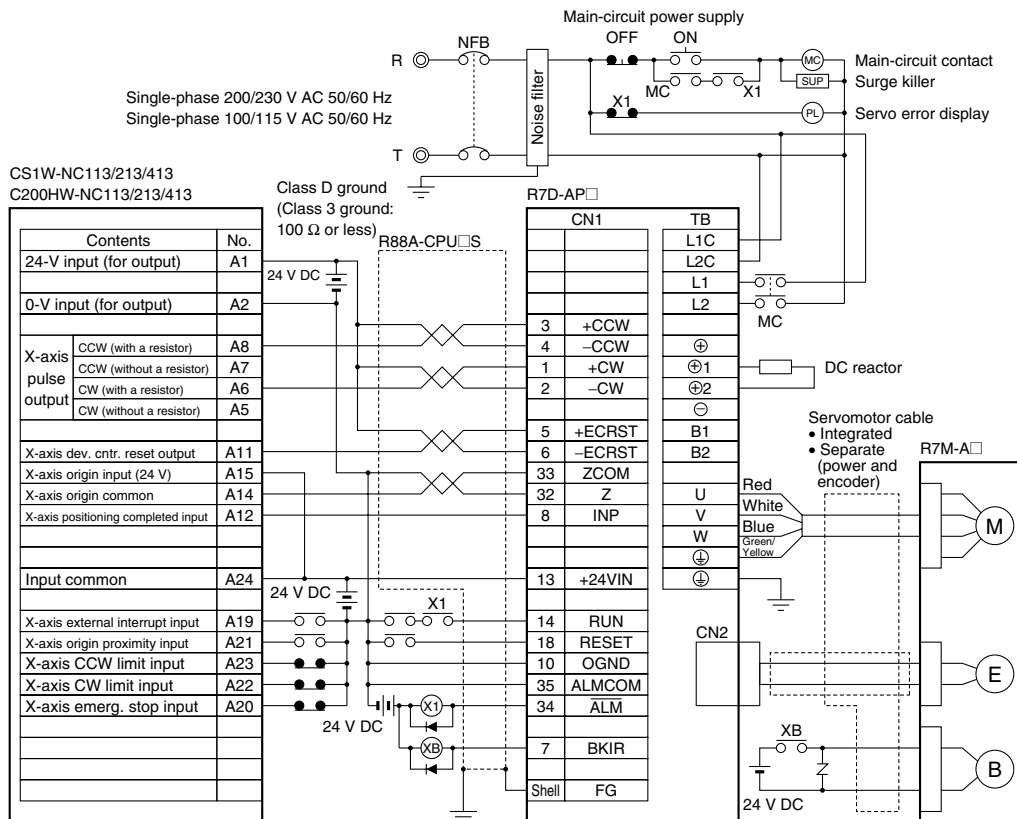 Main-circuit power supply
OFF ON
NFB
R
MC Main-circuit contact
SUP Surge killer
MC X1
Single-phase 200/230 V AC 50/60 Hz
Single-phase 100/115 V AC 50/60 Hz
Noise filter
X1
PL Servo error display
T
CS1W-NC113/213/413
C200HW-NC113/213/413
Class D ground
(Class 3 ground:
100 Ω or less)
R88A-CPU□S
R7D-AP□
CN1 TB
Contents No.
L1C
24-V input (for output) A1
24 V DC
L2C
L1
0-V input (for output) A2
L2
MC
3 +CCW
X-axis pulse output
CCW (with a resistor) A8
4 −CCW ⊕
CCW (without a resistor) A7
1 +CW ⊕1
DC reactor
CW (with a resistor) A6
2 −CW ⊕2
CW (without a resistor) A5
⊖
5 +ECRST B1
X-axis dev. cntr. reset output A11
6 −ECRST B2
X-axis origin input (24 V) A15
33 ZCOM
X-axis origin common A14
32 Z U
Red
X-axis positioning completed input A12
8 INP V
White
W
Blue
Green/
Yellow
Servomotor cable
• Integrated
• Separate
(power and
encoder)
R7M-A□
M
Input common A24
24 V DC
13 +24VIN
X-axis external interrupt input A19
X1
14 RUN
X-axis origin proximity input A21
18 RESET
CN2
X-axis CCW limit input A23
10 OGND
E
X-axis CW limit input A22
35 ALMCOM
X-axis emerg. stop input A20
24 V DC
X1
34 ALM
XB
7 BKIR
XB
24 V DC
B
Shell FG